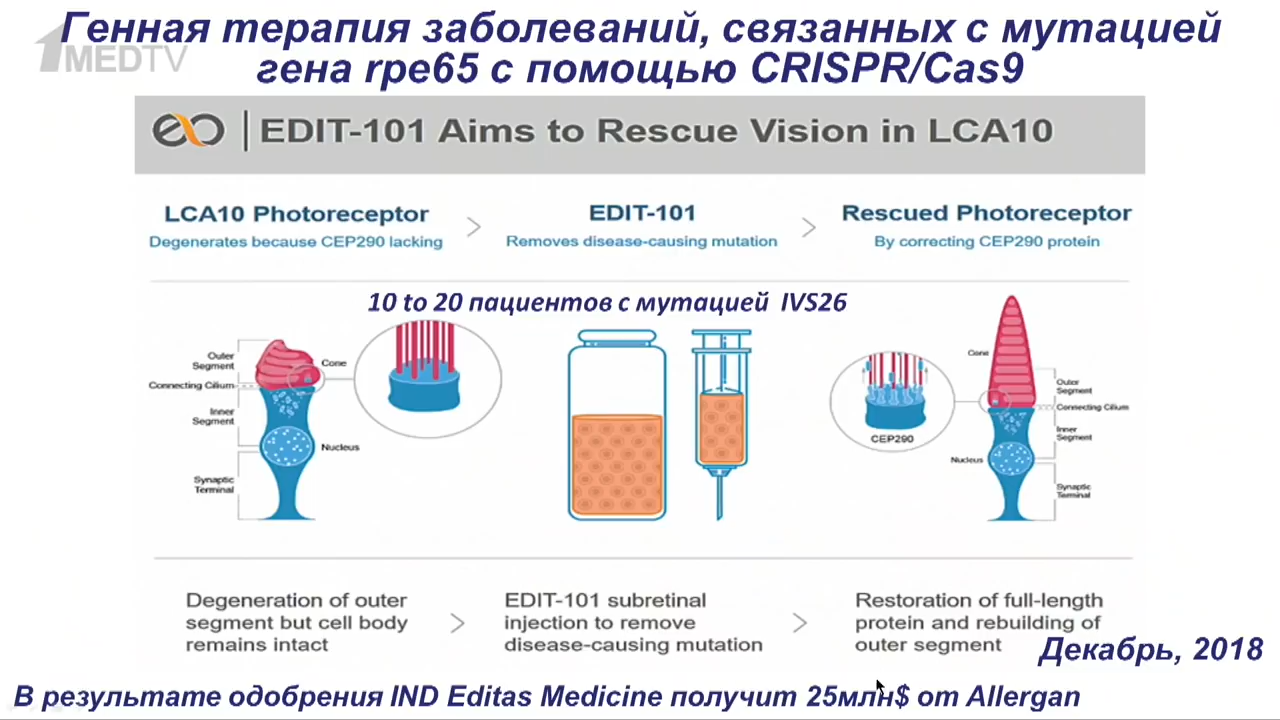 Генная терапия заболеваний, связанных с мутацией
гена rpe65 с помощью CRISPR/Cas9
1MEDTV
EDIT-101 Aims to Rescue Vision in LCA10
LCA10 Photoreceptor
Degenerates because CEP290 lacking
EDIT-101
Removes disease-causing mutation
Rescued Photoreceptor
By correcting CEP290 protein
10 to 20 пациентов с мутацией IVS26
Outer
Segment
Connecting Cilium
Inner
Segment
Synaptic
Terminal
Cone
Nucleus
CEP290
Cone
Nucleus
Outer
Segment
Connecting Cilium
Inner
Segment
Synaptic
Terminal
Degeneration of outer
segment but cell body
remains intact
EDIT-101 subretinal
injection to remove
disease-causing mutation
Restoration of full-length
protein and rebuilding of
outer segment
Декабрь, 2018
В результате одобрения IND Editas Medicine получит 25млн$ от Allergan